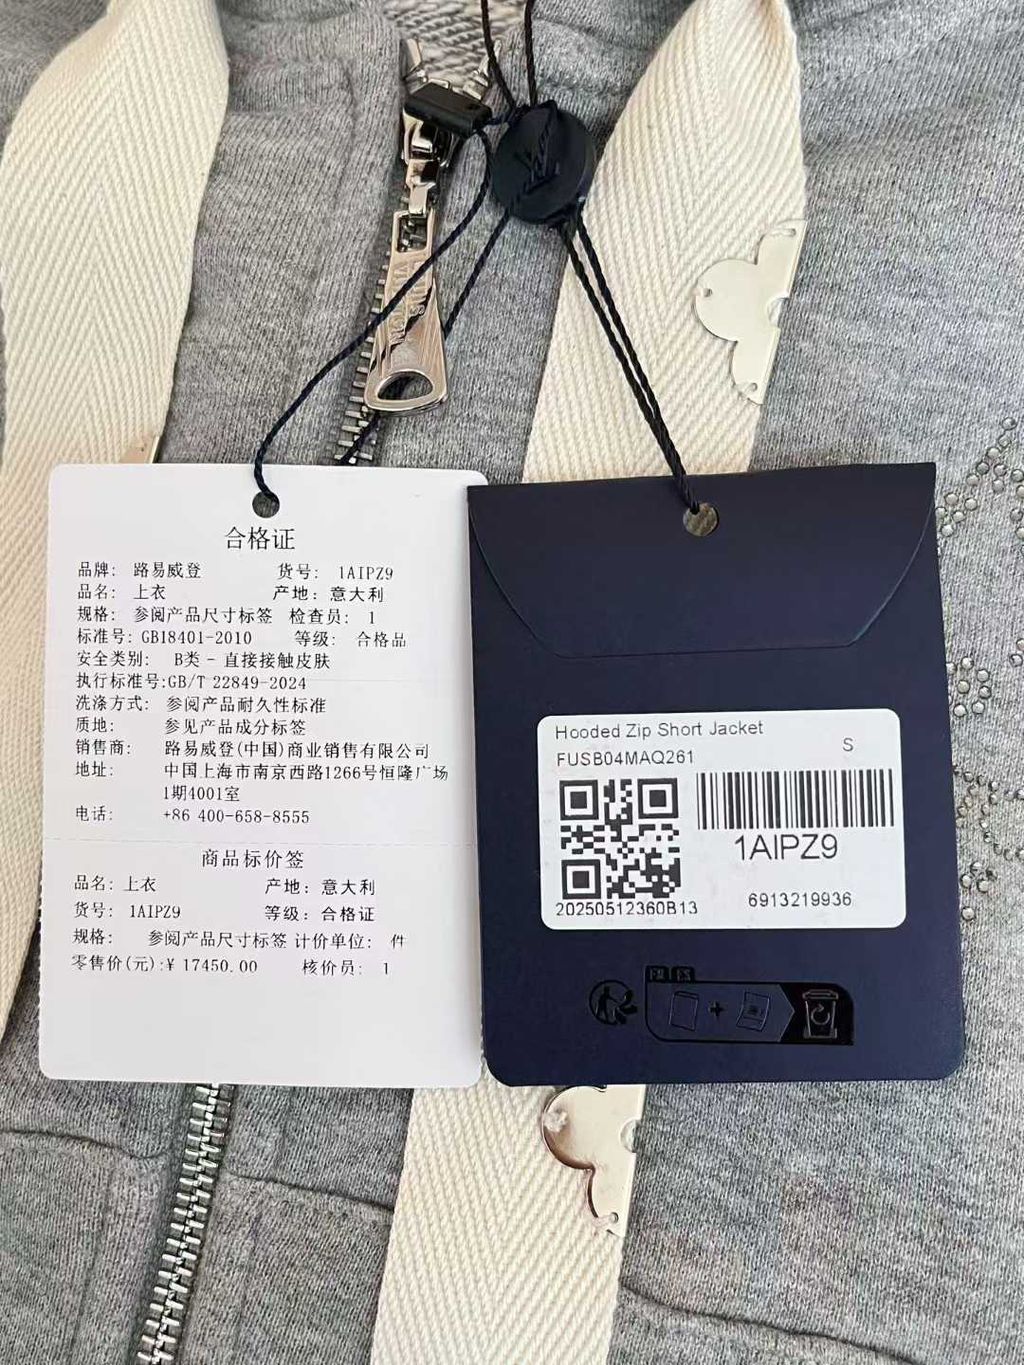 LOUIS
VUITTON
合格证
品牌: 路易威登 货号: 1AIPZ9
品名: 上衣 产地: 意大利
规格: 参阅产品尺寸标签 检查员: 1
标准号: GB18401-2010 等级: 合格品
安全类别: B类 - 直接接触皮肤
执行标准号:GB/T 22849-2024
洗涤方式: 参阅产品耐久性标准
质地: 参见产品成分标签
销售商: 路易威登(中国)商业销售有限公司
地址: 中国上海市南京西路1266号恒隆广场
1期4001室
电话: +86 400-658-8555
商品标价签
品名: 上衣 产地: 意大利
货号: 1AIPZ9 等级: 合格证
规格: 参阅产品尺寸标签 计价单位: 件
零售价(元):¥ 17450.00 核价员: 1
Hooded Zip Short Jacket
FUSB04MAQ261 S
1AIPZ9
20250512360B13 6913219936